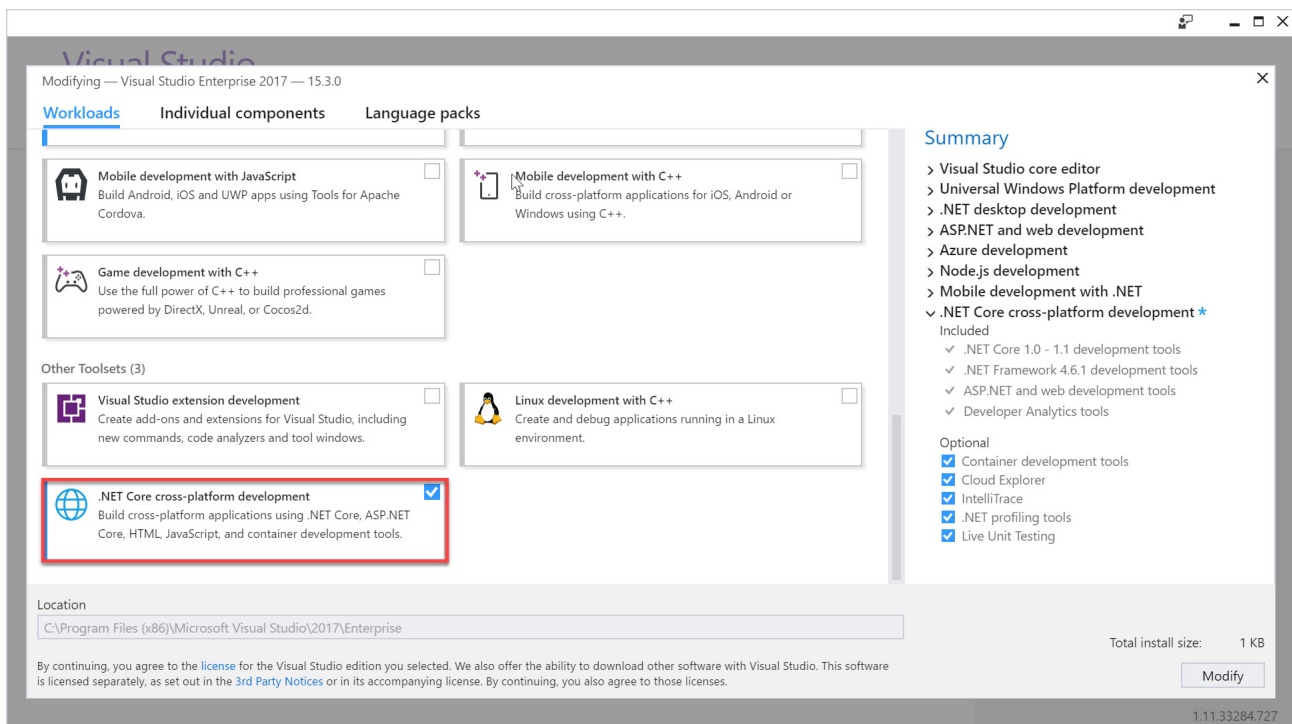 Visual Studio
Modifying — Visual Studio Enterprise 2017 — 15.3.0
Workloads
Individual components
Language packs
Mobile development with JavaScript
Build Android, iOS and UWP apps using Tools for Apache
Cordova.
Mobile development with C++
Build cross-platform applications for iOS, Android or
Windows using C++.
Game development with C++
Use the full power of C++ to build professional games
powered by DirectX, Unreal, or Cocos2d.
Other Toolsets (3)
Visual Studio extension development
Create add-ons and extensions for Visual Studio, including
new commands, code analyzers and tool windows.
Linux development with C++
Create and debug applications running in a Linux
environment.
.NET Core cross-platform development
Build cross-platform applications using .NET Core, ASP.NET
Core, HTML, JavaScript, and container development tools.
Summary
Visual Studio core editor
Universal Windows Platform development
.NET desktop development
ASP.NET and web development
Azure development
Node.js development
Mobile development with .NET
.NET Core cross-platform development *
Included
.NET Core 1.0 - 1.1 development tools
.NET Framework 4.6.1 development tools
ASP.NET and web development tools
Developer Analytics tools
Optional
Container development tools
Cloud Explorer
IntelliTrace
.NET profiling tools
Live Unit Testing
Location
C:\Program Files (x86)\Microsoft Visual Studio\2017\Enterprise
By continuing, you agree to the license for the Visual Studio edition you selected. We also offer the ability to download other software with Visual Studio. This software
is licensed separately, as set out in the 3rd Party Notices or in its accompanying license. By continuing, you also agree to those licenses.
Total install size: 1 KB
Modify
1.11.33284.727